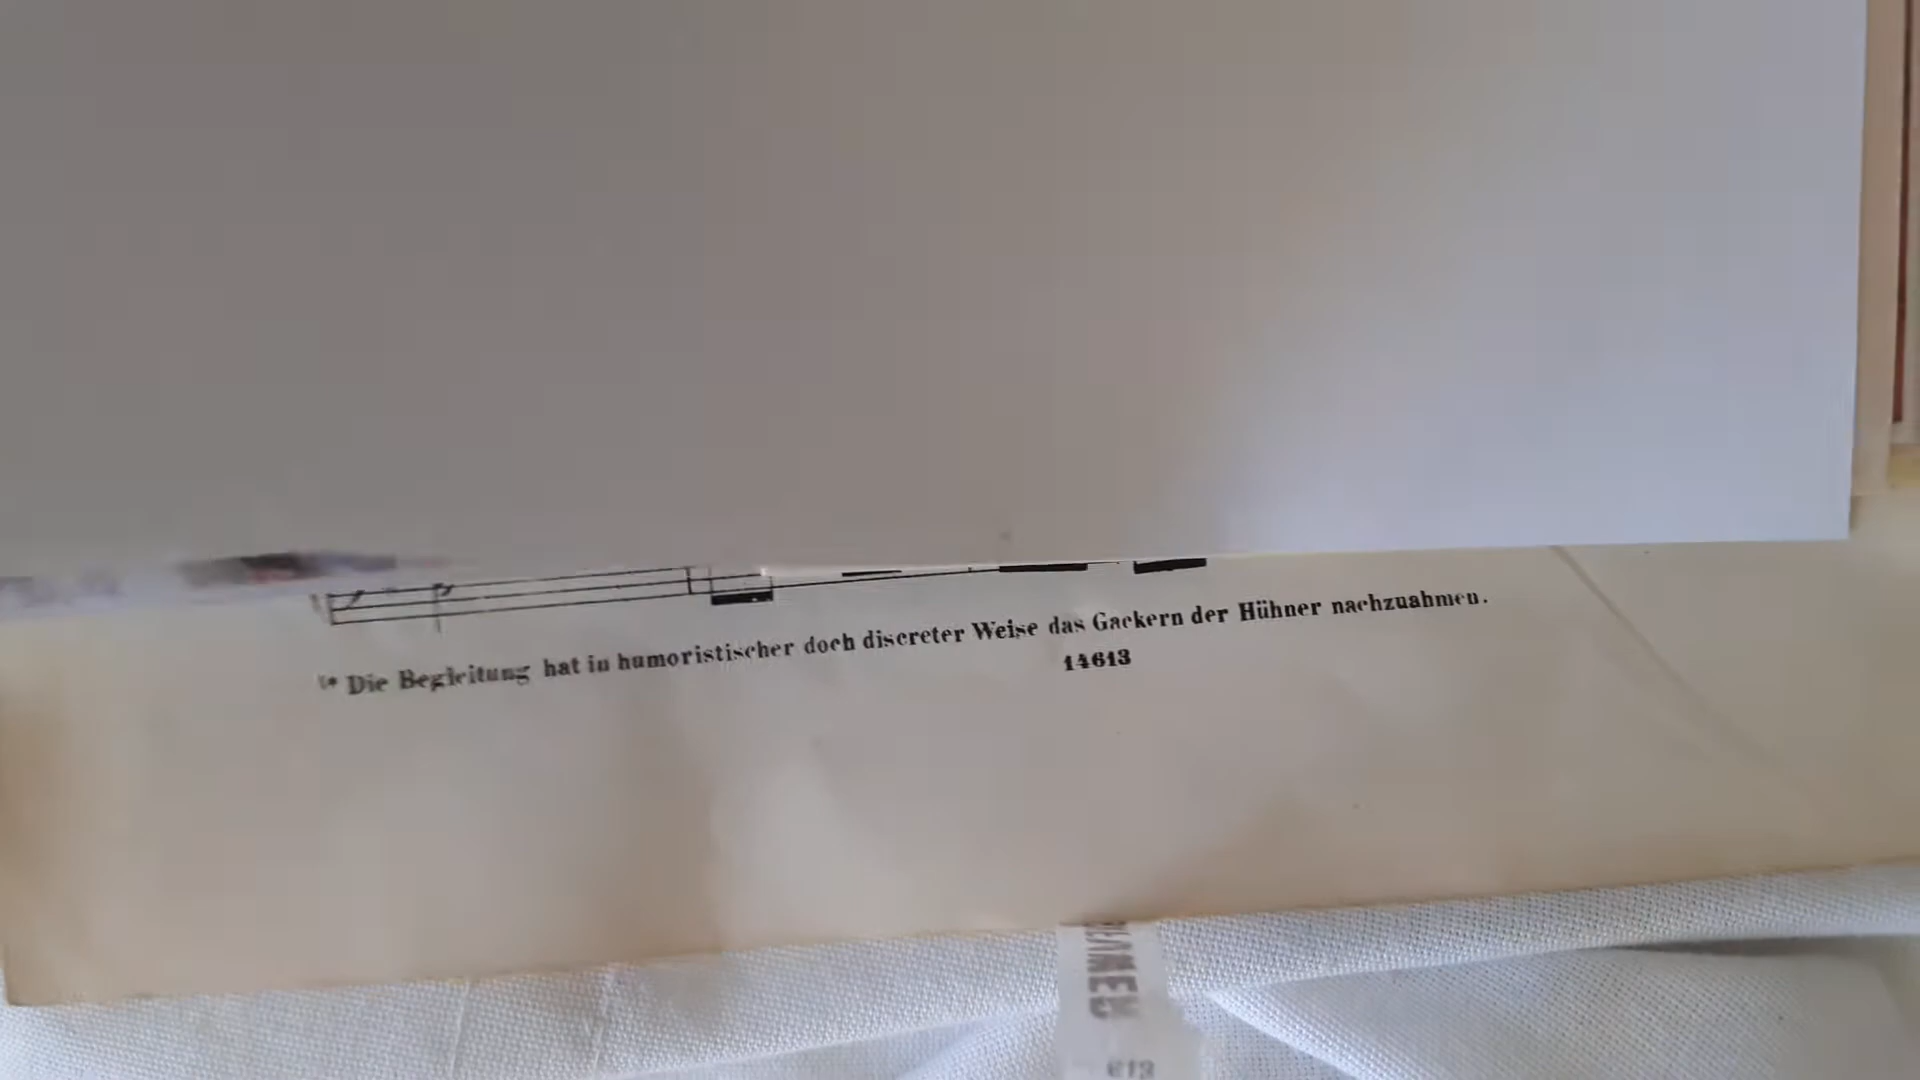 * Die Begleitung hat in humoristischer doch discreter Weise das Gackern der Hühner nachzuahmen.
14613